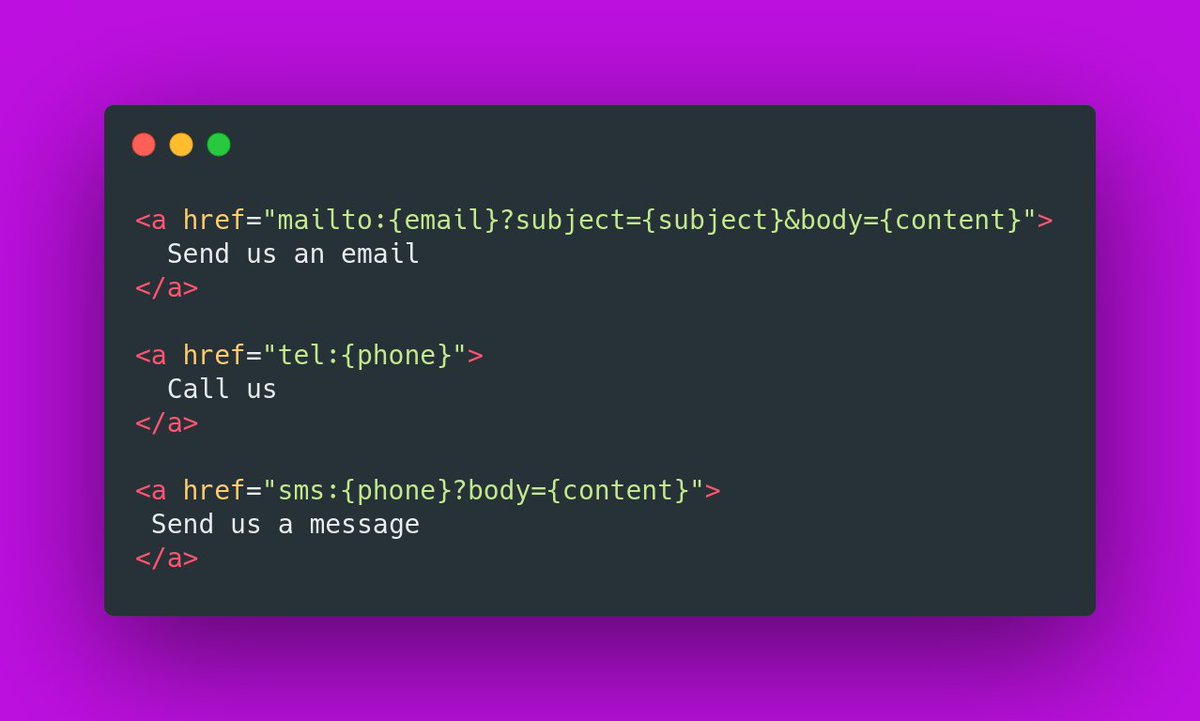 <a href="mailto:{email}?subject={subject}&body={content}">
  Send us an email
</a>

<a href="tel:{phone}">
  Call us
</a>

<a href="sms:{phone}?body={content}">
 Send us a message
</a>